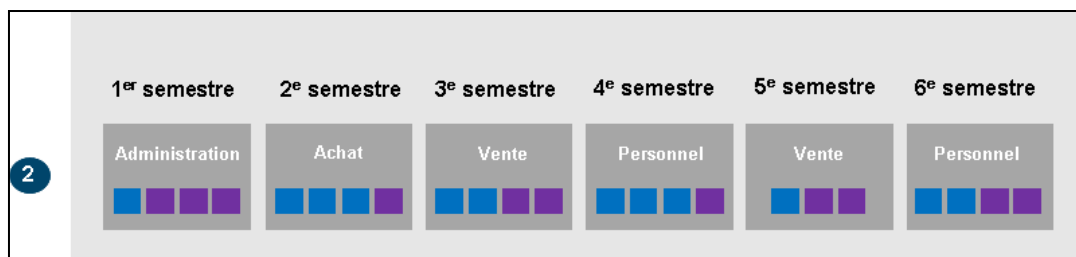 1er semestre 2e semestre 3e semestre 4e semestre 5e semestre 6e semestre
Administration Achat Vente Personnel Vente Personnel
2